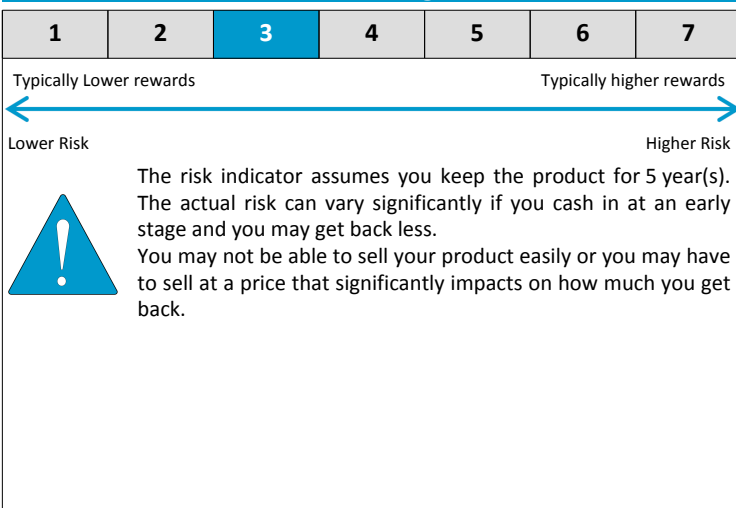 1 2 3 4 5 6 7
Typically Lower rewards Typically higher rewards
Lower Risk Higher Risk
The risk indicator assumes you keep the product for 5 year(s).
The actual risk can vary significantly if you cash in at an early
stage and you may get back less.
You may not be able to sell your product easily or you may have
to sell at a price that significantly impacts on how much you get
back.